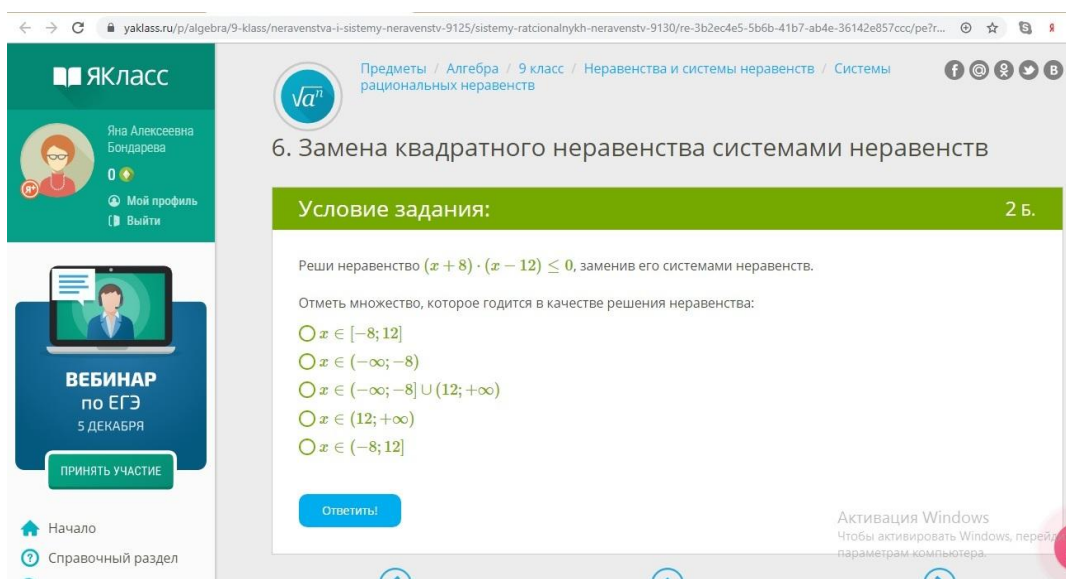 yaklass.ru/p/algebra/9-klass/neravenstva-i-sistemy-neravenstv-9125/sistemy-ratcionalnykh-neravenstv-9130/re-3b2ec4e5-5b6b-41b7-ab4e-36142e857ccc/pe?r...
ЯКласс
Яна Алексеевна
Бондарева
0
Я+
Мой профиль
Выйти
ВЕБИНАР
по ЕГЭ
5 ДЕКАБРЯ
ПРИНЯТЬ УЧАСТИЕ
Начало
Справочный раздел
√aⁿ
Предметы / Алгебра / 9 класс / Неравенства и системы неравенств / Системы
рациональных неравенств
6. Замена квадратного неравенства системами неравенств
Условие задания: 2 Б.
Реши неравенство (x + 8) · (x − 12) ≤ 0, заменив его системами неравенств.
Отметь множество, которое годится в качестве решения неравенства:
x ∈ [−8; 12]
x ∈ (−∞; −8)
x ∈ (−∞; −8] ∪ (12; +∞)
x ∈ (12; +∞)
x ∈ (−8; 12]
Ответить!
Активация Windows
Чтобы активировать Windows, перейд
параметрам компьютера.